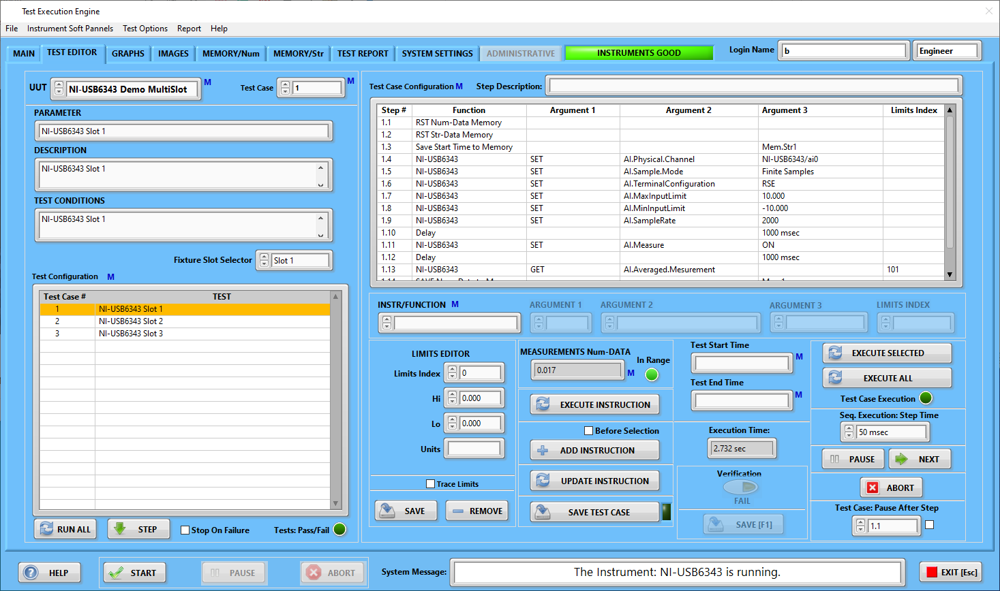 Test Execution Engine
File Instrument Soft Pannels Test Options Report Help
MAIN TEST EDITOR GRAPHS IMAGES MEMORY/Num MEMORY/Str TEST REPORT SYSTEM SETTINGS ADMINISTRATIVE INSTRUMENTS GOOD Login Name b Engineer
UUT NI-USB6343 Demo MultiSlot M Test Case 1 M
PARAMETER
NI-USB6343 Slot 1
DESCRIPTION
NI-USB6343 Slot 1
TEST CONDITIONS
NI-USB6343 Slot 1
Fixture Slot Selector Slot 1
Test Configuration M
Test Case # TEST
1 NI-USB6343 Slot 1
2 NI-USB6343 Slot 2
3 NI-USB6343 Slot 3
RUN ALL STEP Stop On Failure Tests: Pass/Fail
Test Case Configuration M Step Description:
Step # Function Argument 1 Argument 2 Argument 3 Limits Index
1.1 RST Num-Data Memory
1.2 RST Str-Data Memory
1.3 Save Start Time to Memory Mem.Str1
1.4 NI-USB6343 SET AI.Physical.Channel NI-USB6343/ai0
1.5 NI-USB6343 SET AI.Sample.Mode Finite Samples
1.6 NI-USB6343 SET AI.TerminalConfiguration RSE
1.7 NI-USB6343 SET AI.MaxInputLimit 10.000
1.8 NI-USB6343 SET AI.MinInputLimit -10.000
1.9 NI-USB6343 SET AI.SampleRate 2000
1.10 Delay 1000 msec
1.11 NI-USB6343 SET AI.Measure ON
1.12 Delay 1000 msec
1.13 NI-USB6343 GET AI.Averaged.Mesurement 101
INSTR/FUNCTION M ARGUMENT 1 ARGUMENT 2 ARGUMENT 3 LIMITS INDEX
LIMITS EDITOR
Limits Index 0
Hi 0.000
Lo 0.000
Units
Trace Limits
SAVE REMOVE
MEASUREMENTS Num-DATA
0.017 M In Range
EXECUTE INSTRUCTION
Before Selection
ADD INSTRUCTION
UPDATE INSTRUCTION
SAVE TEST CASE
Test Start Time
M
Test End Time
M
Execution Time:
2.732 sec
Verification
FAIL
SAVE [F1]
EXECUTE SELECTED
EXECUTE ALL
Test Case Execution
Seq. Execution: Step Time
50 msec
PAUSE NEXT
ABORT
Test Case: Pause After Step
1.1
HELP START PAUSE ABORT System Message: The Instrument: NI-USB6343 is running. EXIT [Esc]